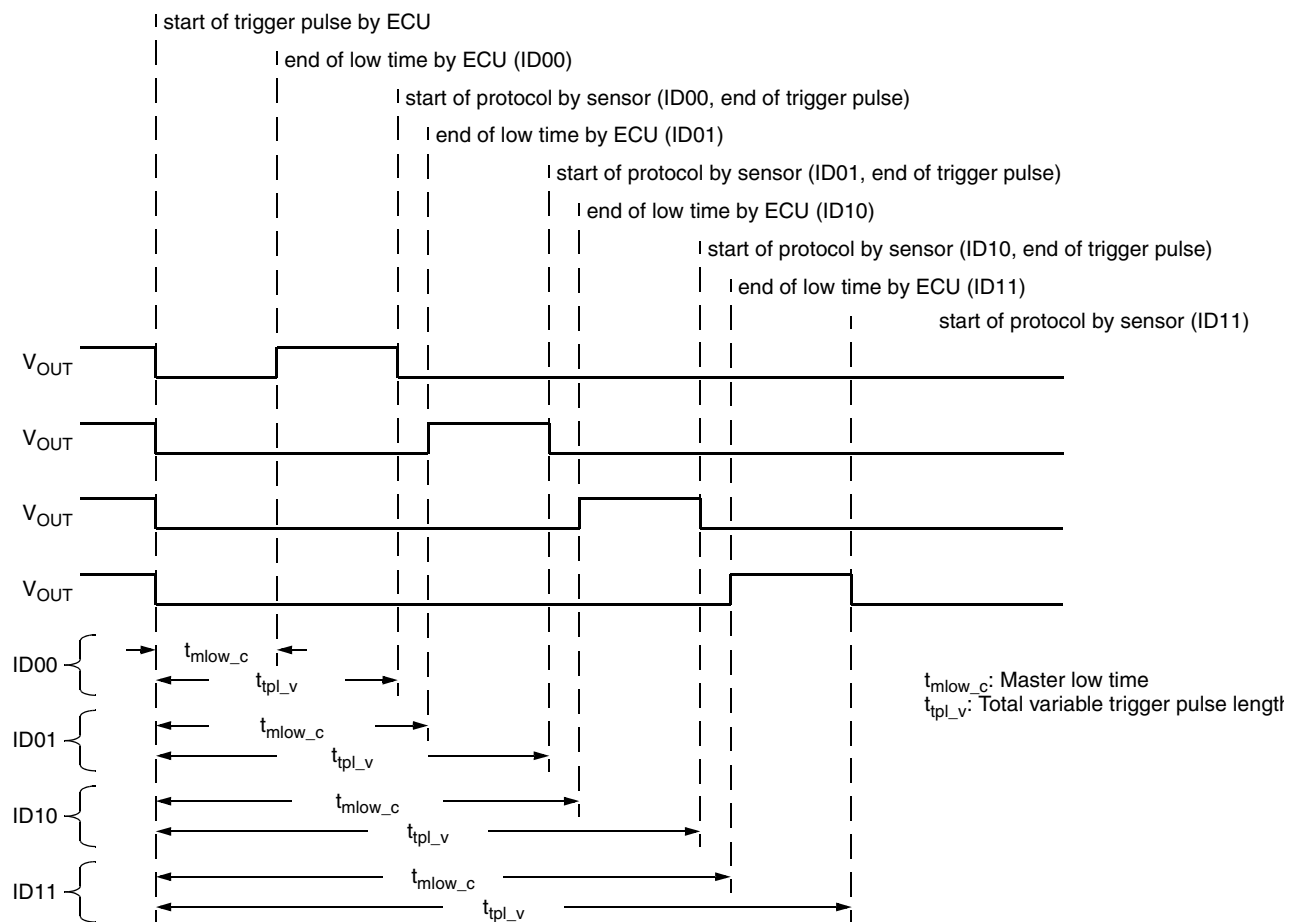 start of trigger pulse by ECU
end of low time by ECU (ID00)
start of protocol by sensor (ID00, end of trigger pulse)
end of low time by ECU (ID01)
start of protocol by sensor (ID01, end of trigger pulse)
end of low time by ECU (ID10)
start of protocol by sensor (ID10, end of trigger pulse)
end of low time by ECU (ID11)
start of protocol by sensor (ID11)
VOUT
VOUT
VOUT
VOUT
ID00
tmlow_c
ttpl_v
tmlow_c: Master low time
ttpl_v: Total variable trigger pulse length
ID01
tmlow_c
ttpl_v
ID10
tmlow_c
ttpl_v
ID11
tmlow_c
ttpl_v